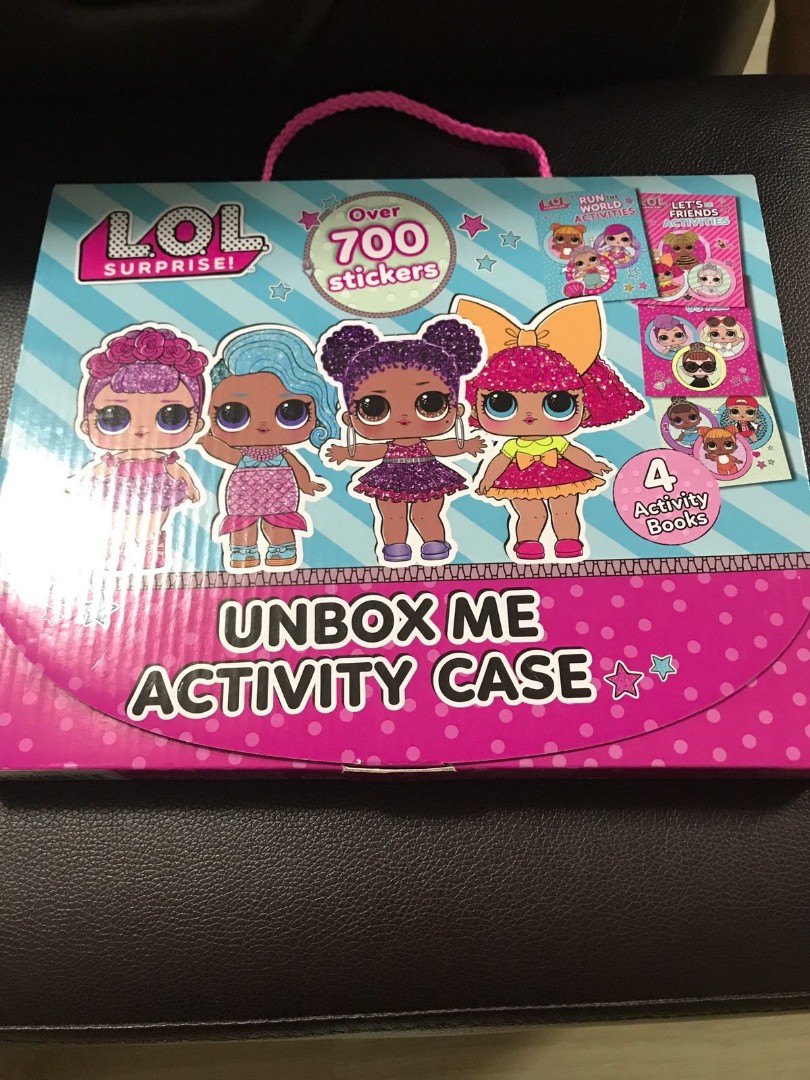 L.O.L.
SURPRISE!
Over
700
stickers
RUN THE
WORLD
ACTIVITIES
LET'S BE
FRIENDS
ACTIVITIES
4
Activity
Books
UNBOX ME
ACTIVITY CASE